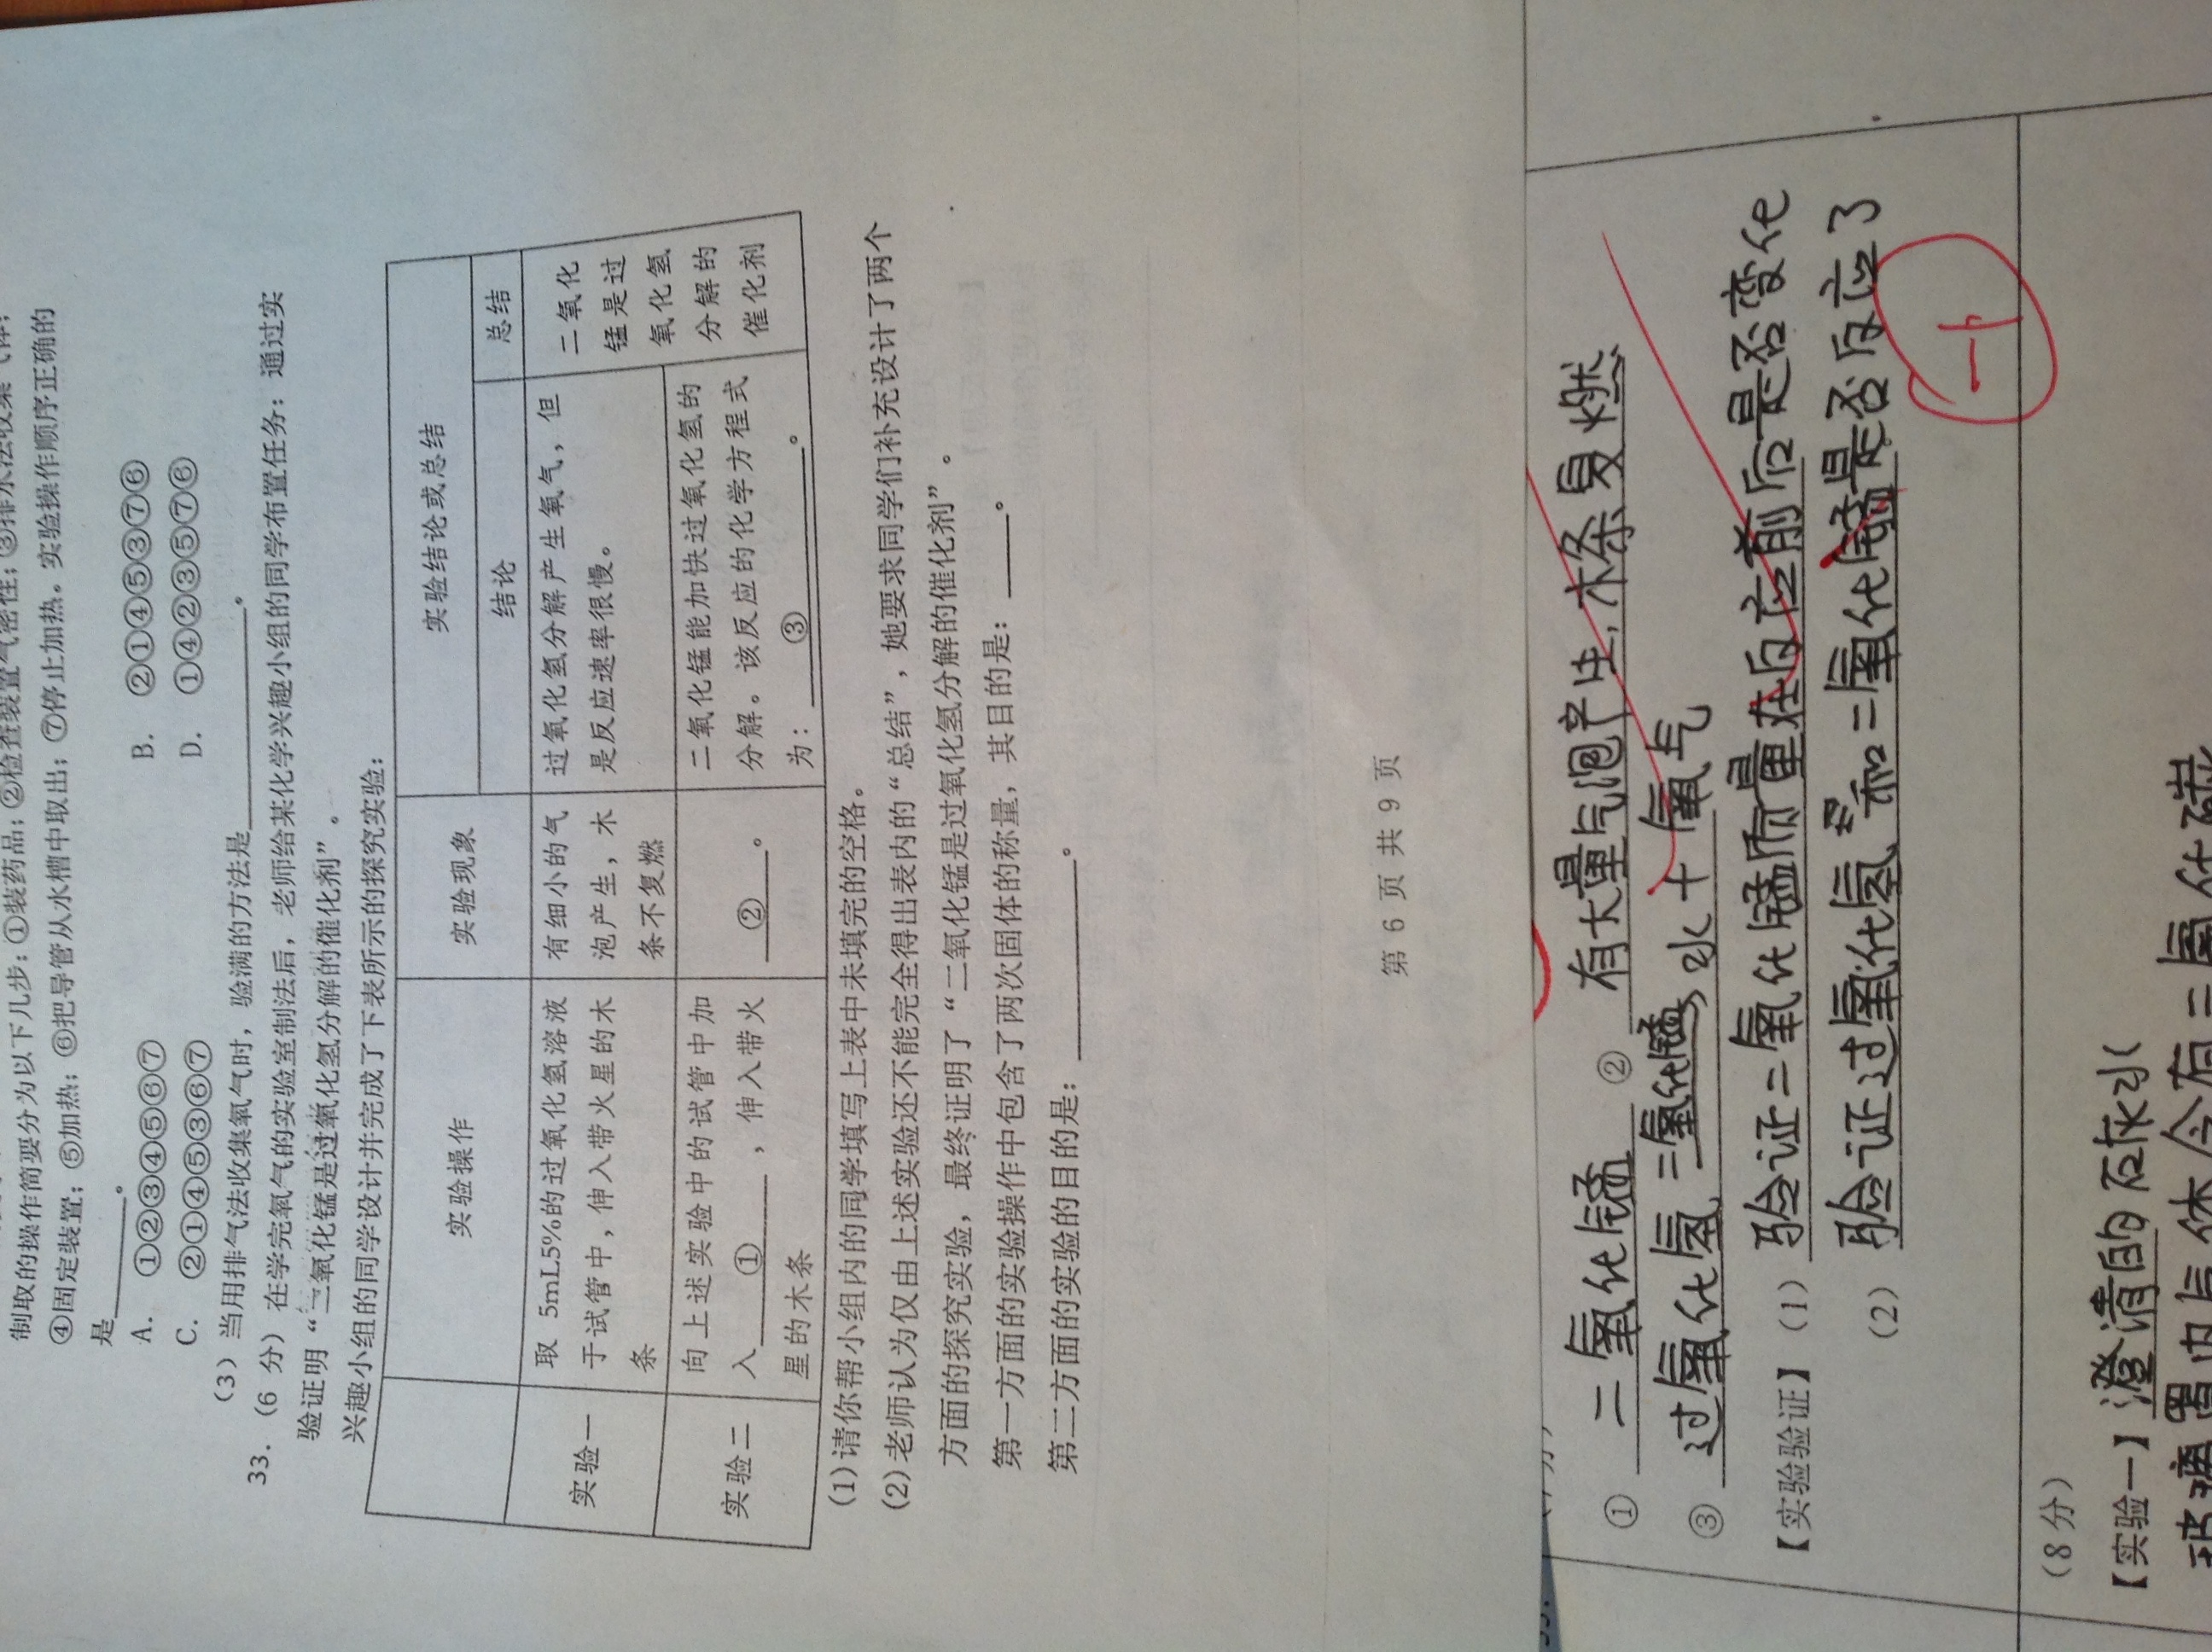 制取的操作简要分为以下几步：①装药品；②检查装置气密性；③排水法收集气体；
④固定装置；⑤加热；⑥把导管从水槽中取出；⑦停止加热。实验操作顺序正确的
是________。
A. ①②③④⑤⑥⑦ B. ②①④⑤③⑦⑥
C. ②①④⑤③⑥⑦ D. ①④②③⑤⑦⑥
（3）当用排气法收集氧气时，验满的方法是______________。
33.（6 分）在学完氧气的实验室制法后，老师给某化学兴趣小组的同学布置任务：通过实
验证明“二氧化锰是过氧化氢分解的催化剂”。
兴趣小组的同学设计并完成了下表所示的探究实验：
实验操作 实验现象 实验结论或总结
结论 总结
实验一
取 5mL5%的过氧化氢溶液
于试管中，伸入带火星的木
条
有细小的气
泡产生，木
条不复燃
过氧化氢分解产生氧气，但
是反应速率很慢。
二氧化
锰是过
氧化氢
分解的
催化剂
实验二
向上述实验中的试管中加
入____①____，伸入带火
星的木条
__②__。
二氧化锰能加快过氧化氢的
分解。该反应的化学方程式
为：____③________。
(1)请你帮小组内的同学填写上表中未填完的空格。
(2)老师认为仅由上述实验还不能完全得出表内的“总结”，她要求同学们补充设计了两个
方面的探究实验，最终证明了“二氧化锰是过氧化氢分解的催化剂”。
第一方面的实验操作中包含了两次固体的称量，其目的是：_____。
第二方面的实验的目的是：____________。
第 6 页 共 9 页
① 二氧化锰 ② 有大量气泡产生，木条复燃
③ 过氧化氢 二氧化锰→ 水+氧气
【实验验证】（1）验证二氧化锰质量在反应前后是否变化
（2）验证过氧化氢和二氧化锰是否反应了
-1
（8分）
【实验一】澄清的石灰水
玻璃罩内气体含有二氧化碳